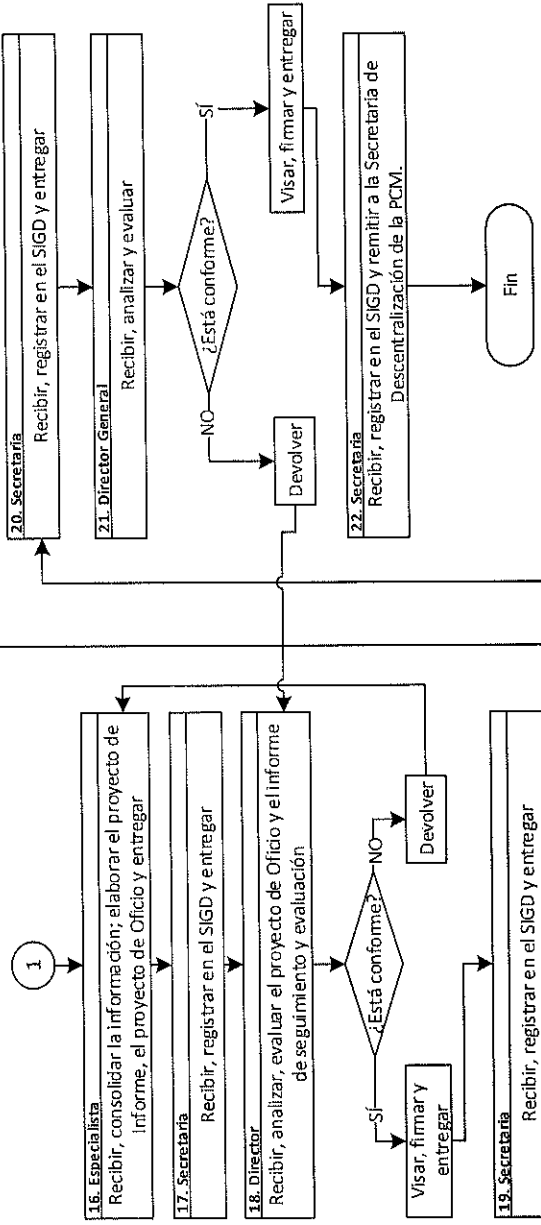 1
16. Especialista
Recibir, consolidar la información; elaborar el proyecto de
Informe, el proyecto de Oficio y entregar
17. Secretaria
Recibir, registrar en el SIGD y entregar
18. Director
Recibir, analizar, evaluar el proyecto de Oficio y el informe
de seguimiento y evaluación
¿Está conforme?
SÍ
NO
Visar, firmar y
entregar
Devolver
19. Secretaria
Recibir, registrar en el SIGD y entregar
20. Secretaria
Recibir, registrar en el SIGD y entregar
21. Director General
Recibir, analizar y evaluar
¿Está conforme?
NO
SÍ
Devolver
Visar, firmar y entregar
22. Secretaria
Recibir, registrar en el SIGD y remitir a la Secretaria de
Descentralización de la PCM.
Fin